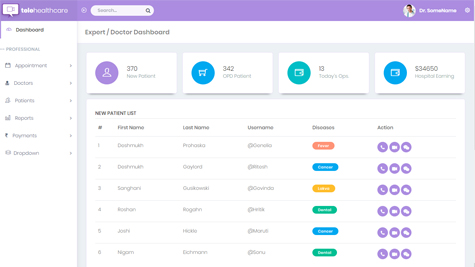 telehealthcare
Search...
Dr. SomeName
Dashboard
Expert / Doctor Dashboard
PROFESSIONAL
Appointment
Doctors
Patients
Reports
Payments
Dropdown
370
New Patient
342
OPD Patient
13
Today's Ops.
$34650
Hospital Earning.
NEW PATIENT LIST
# First Name Last Name Username Diseases Action
1 Deshmukh Prohaska @Genelia Fever
2 Deshmukh Gaylord @Ritesh Cancer
3 Sanghani Gusikowski @Govinda Lakva
4 Roshan Rogahn @Hritik Dental
5 Joshi Hickle @Maruti Cancer
6 Nigam Eichmann @Sonu Dental